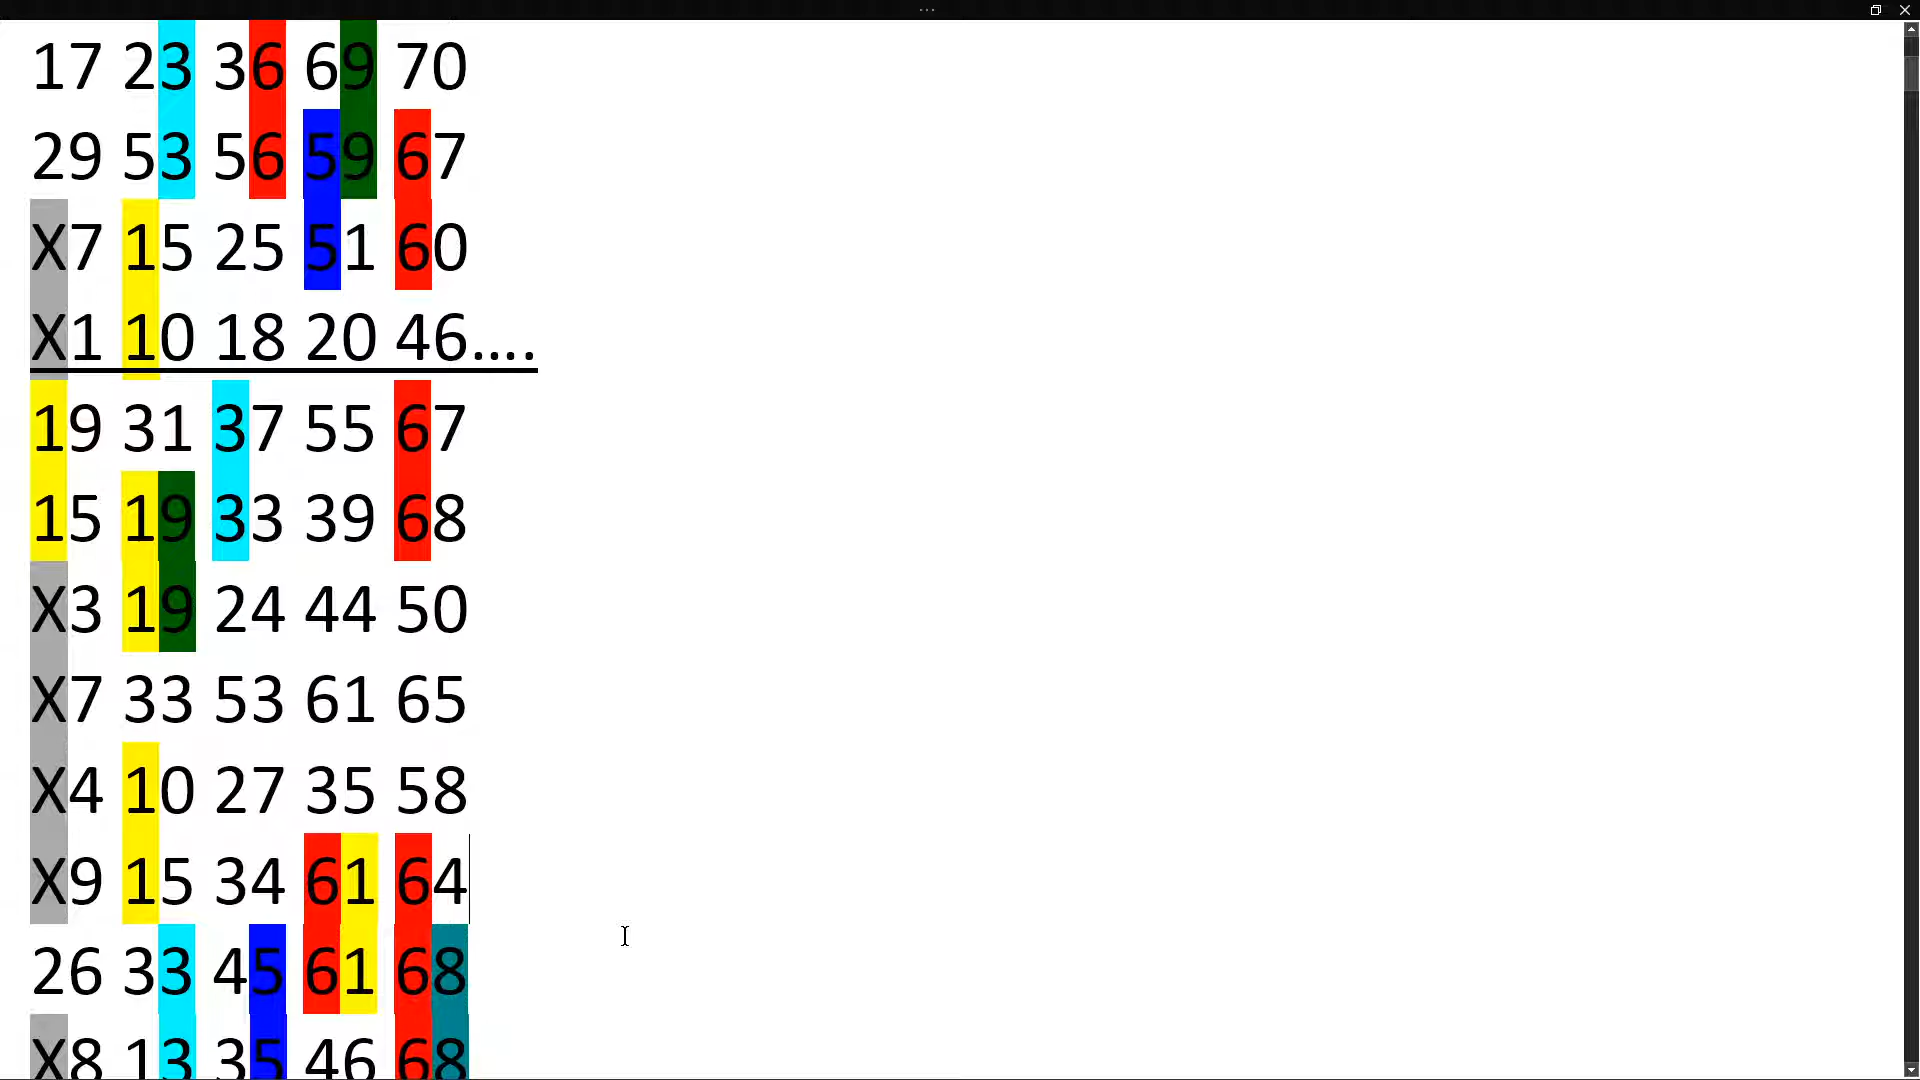 17 23 36 69 70
29 53 56 59 67
X7 15 25 51 60
X1 10 18 20 46....
19 31 37 55 67
15 19 33 39 68
X3 19 24 44 50
X7 33 53 61 65
X4 10 27 35 58
X9 15 34 61 64
26 33 45 61 68
X8 13 35 46 68